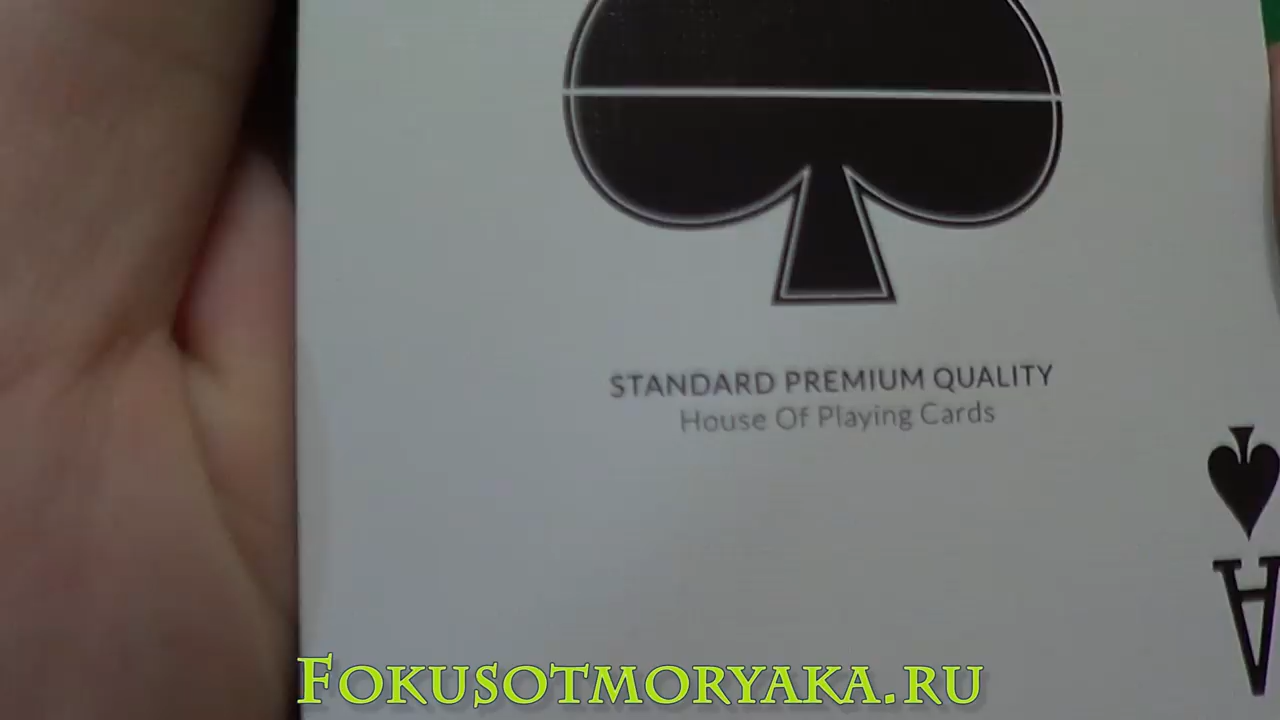 STANDARD PREMIUM QUALITY
House Of Playing Cards
A
FOKUSOTMORYAKA.RU